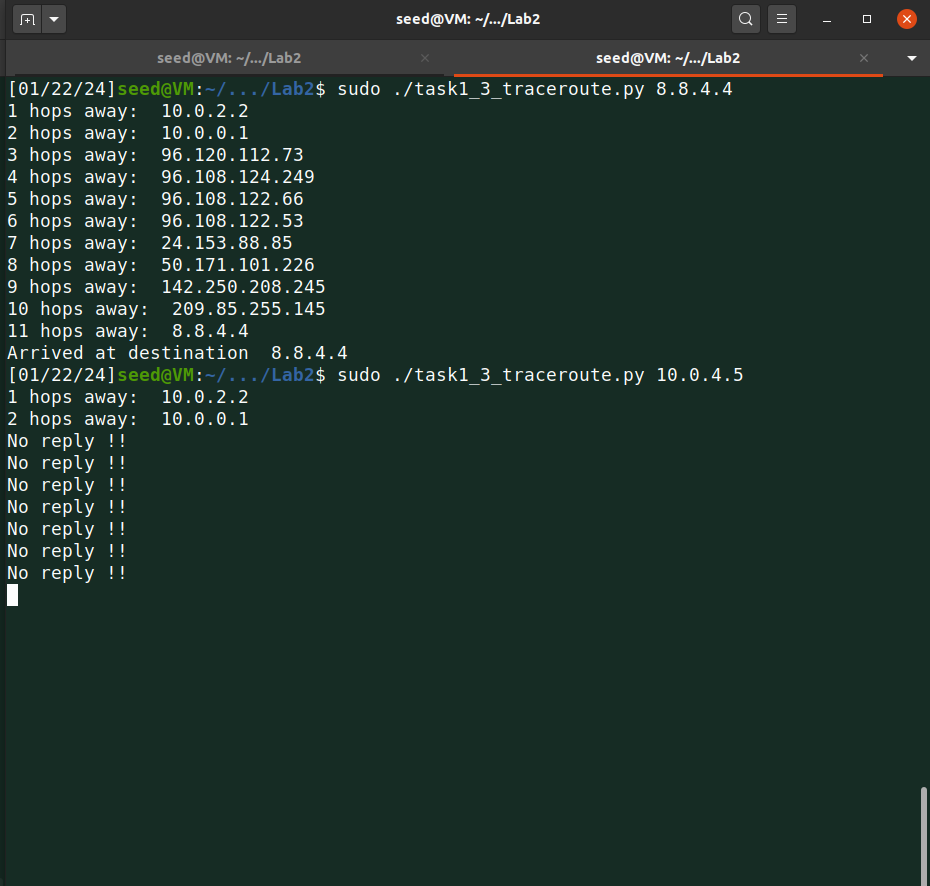 seed@VM: ~/.../Lab2
seed@VM: ~/.../Lab2
seed@VM: ~/.../Lab2
[01/22/24]seed@VM:~/.../Lab2$ sudo ./task1_3_traceroute.py 8.8.4.4
1 hops away:  10.0.2.2
2 hops away:  10.0.0.1
3 hops away:  96.120.112.73
4 hops away:  96.108.124.249
5 hops away:  96.108.122.66
6 hops away:  96.108.122.53
7 hops away:  24.153.88.85
8 hops away:  50.171.101.226
9 hops away:  142.250.208.245
10 hops away:  209.85.255.145
11 hops away:  8.8.4.4
Arrived at destination  8.8.4.4
[01/22/24]seed@VM:~/.../Lab2$ sudo ./task1_3_traceroute.py 10.0.4.5
1 hops away:  10.0.2.2
2 hops away:  10.0.0.1
No reply !!
No reply !!
No reply !!
No reply !!
No reply !!
No reply !!
No reply !!